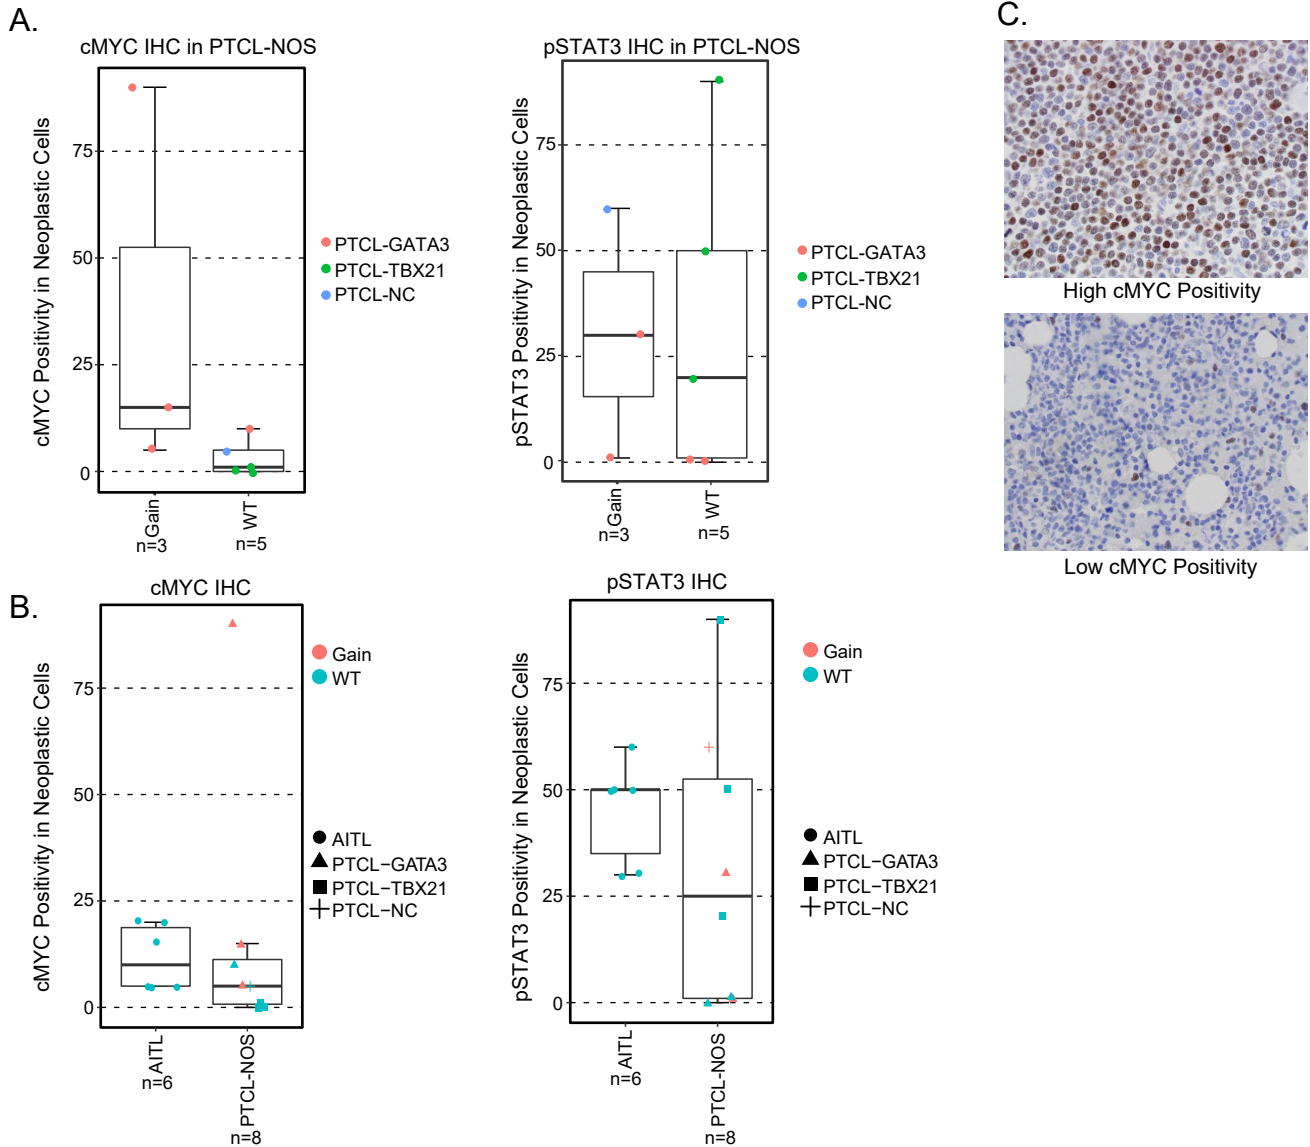 A.
cMYC IHC in PTCL-NOS
cMYC Positivity in Neoplastic Cells
75
50
25
0
Gain
n=3
WT
n=5
PTCL-GATA3
PTCL-TBX21
PTCL-NC
pSTAT3 IHC in PTCL-NOS
pSTAT3 Positivity in Neoplastic Cells
75
50
25
0
Gain
n=3
WT
n=5
PTCL-GATA3
PTCL-TBX21
PTCL-NC
C.
High cMYC Positivity
Low cMYC Positivity
B.
cMYC IHC
cMYC Positivity in Neoplastic Cells
75
50
25
0
AITL
n=6
PTCL-NOS
n=8
Gain
WT
AITL
PTCL−GATA3
PTCL−TBX21
PTCL−NC
pSTAT3 IHC
pSTAT3 Positivity in Neoplastic Cells
75
50
25
0
AITL
n=6
PTCL-NOS
n=8
Gain
WT
AITL
PTCL−GATA3
PTCL−TBX21
PTCL−NC